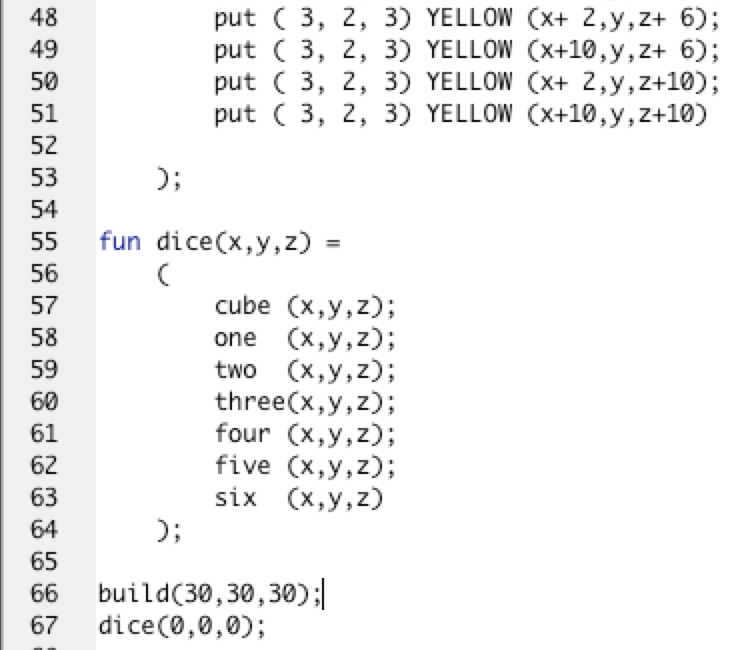 48 put ( 3, 2, 3) YELLOW (x+ 2,y,z+ 6);
49 put ( 3, 2, 3) YELLOW (x+10,y,z+ 6);
50 put ( 3, 2, 3) YELLOW (x+ 2,y,z+10);
51 put ( 3, 2, 3) YELLOW (x+10,y,z+10)
52
53 );
54
55 fun dice(x,y,z) =
56 (
57 cube (x,y,z);
58 one  (x,y,z);
59 two  (x,y,z);
60 three(x,y,z);
61 four (x,y,z);
62 five (x,y,z);
63 six  (x,y,z)
64 );
65
66 build(30,30,30);
67 dice(0,0,0);